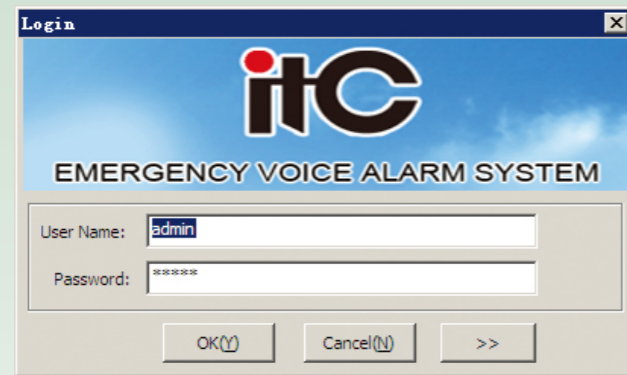 Login
itC
EMERGENCY VOICE ALARM SYSTEM
User Name: admin
Password: *****
OK(Y) Cancel(N) >>